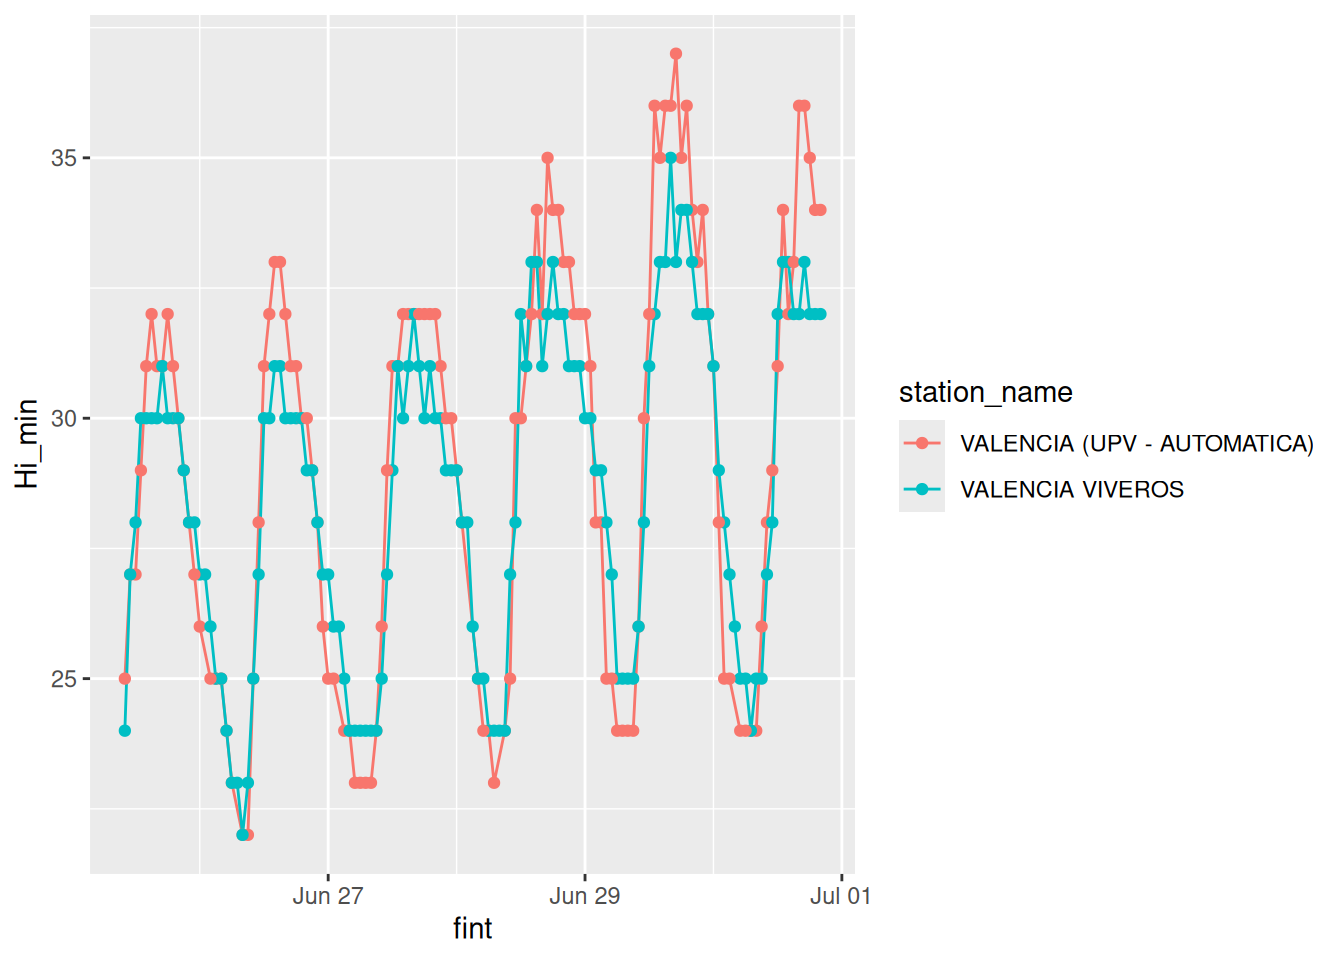 35
30
25
Hi_min
Jun 27
Jun 29
Jul 01
fint
station_name
VALENCIA (UPV - AUTOMATICA)
VALENCIA VIVEROS